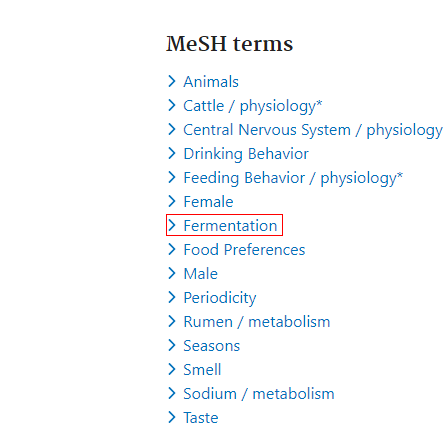 MeSH terms
Animals
Cattle / physiology*
Central Nervous System / physiology
Drinking Behavior
Feeding Behavior / physiology*
Female
Fermentation
Food Preferences
Male
Periodicity
Rumen / metabolism
Seasons
Smell
Sodium / metabolism
Taste